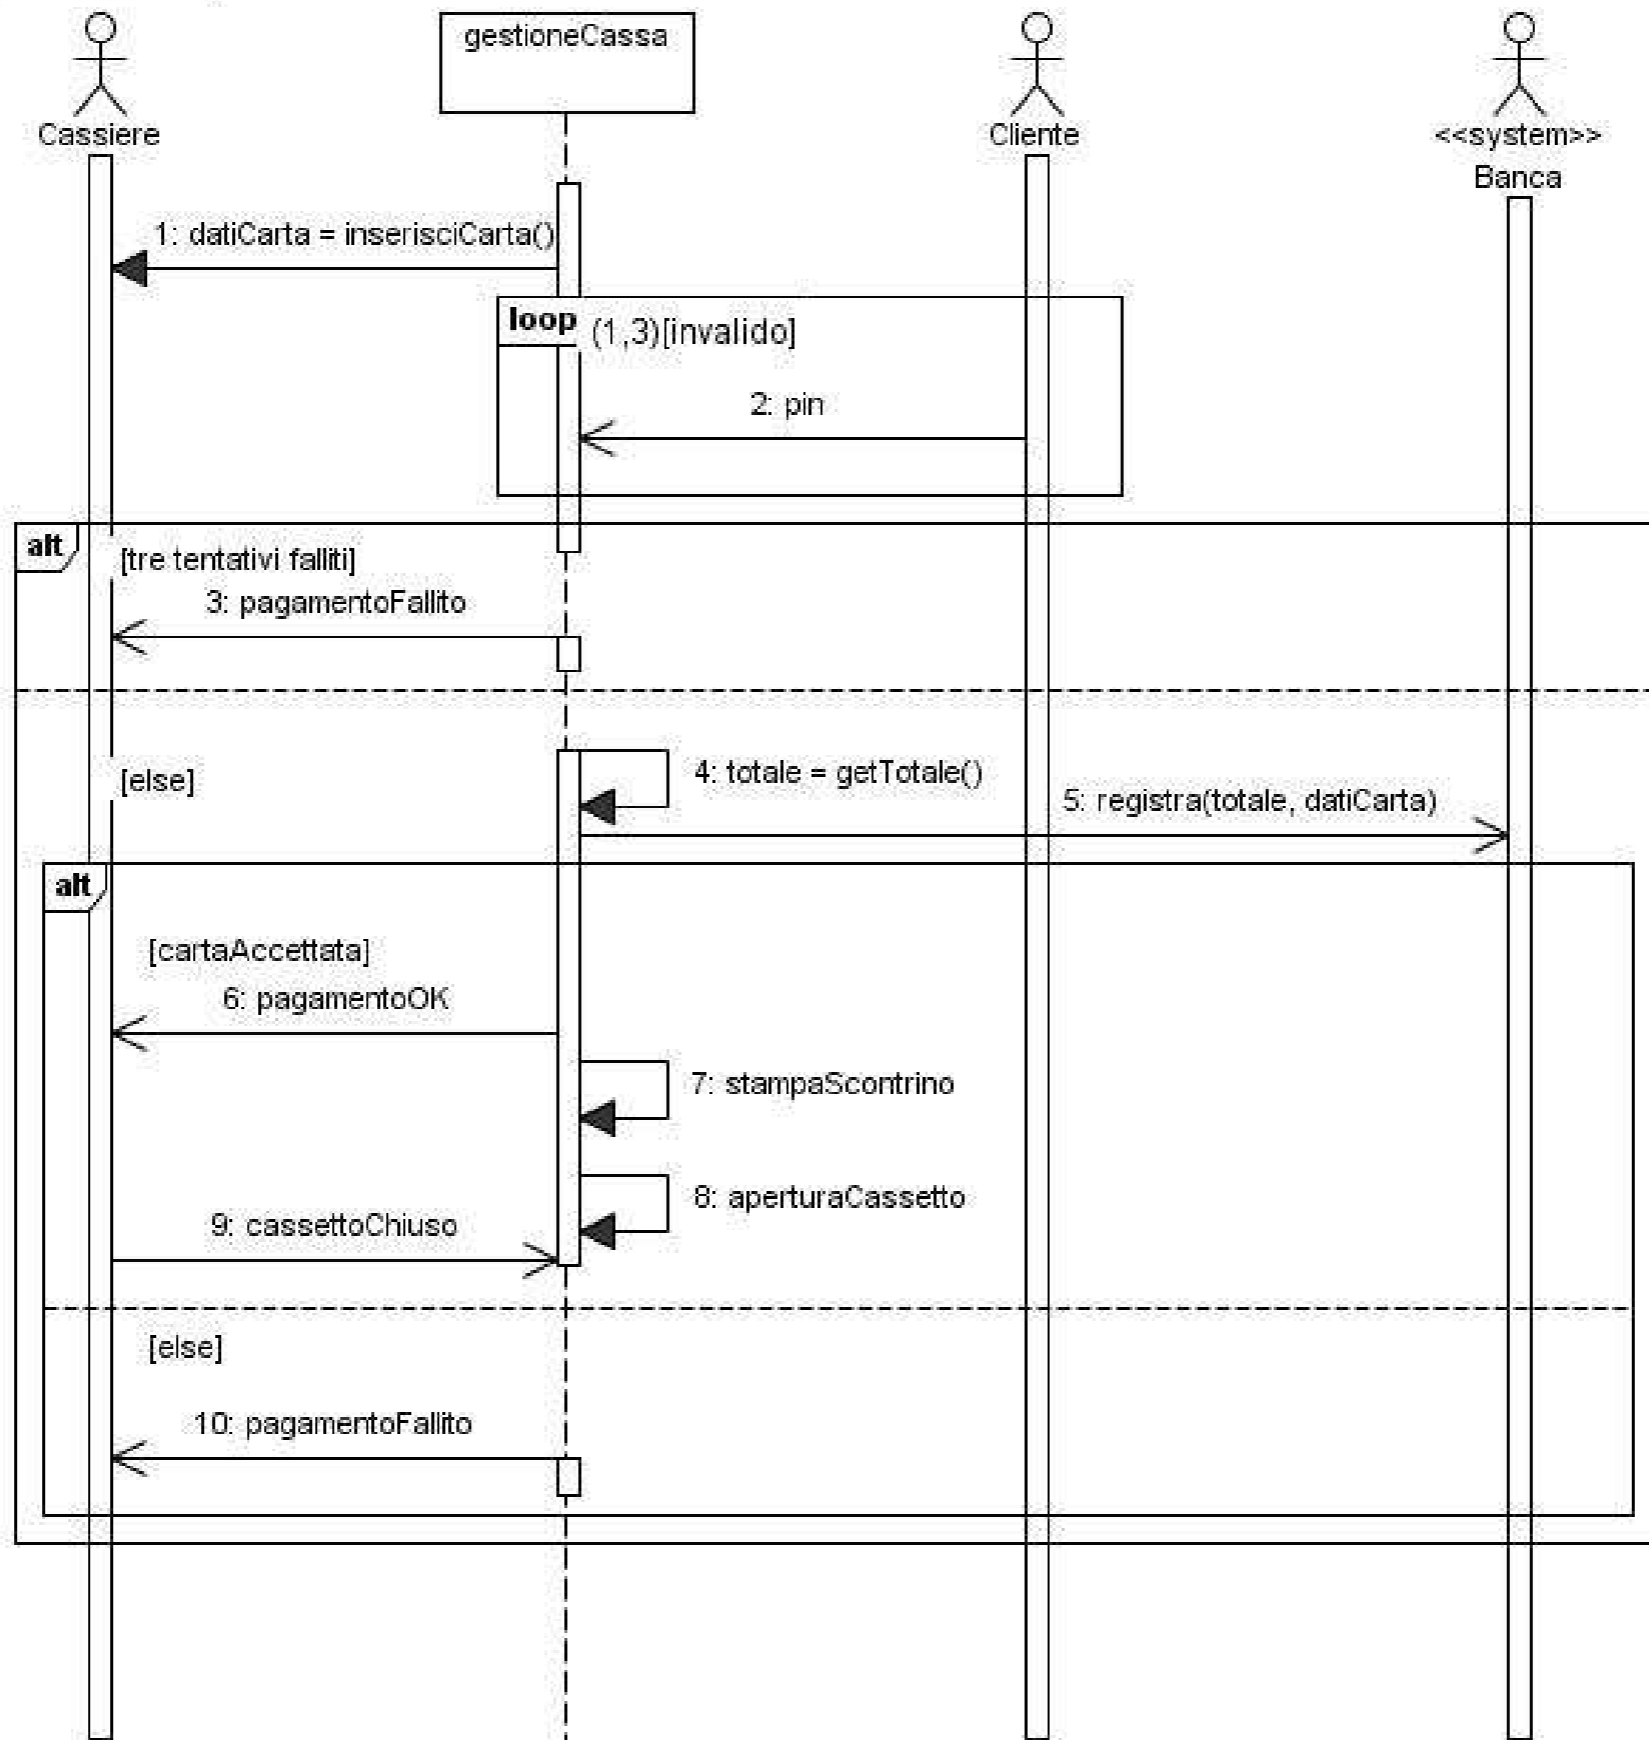 gestioneCassa
Cassiere
Cliente
<<system>>
Banca
1: datiCarta = inserisciCarta()
loop
(1,3)[invalido]
2: pin
alt
[tre tentativi falliti]
3: pagamentoFallito
[else]
4: totale = getTotale()
5: registra(totale, datiCarta)
alt
[cartaAccettata]
6: pagamentoOK
7: stampaScontrino
8: aperturaCassetto
9: cassettoChiuso
[else]
10: pagamentoFallito